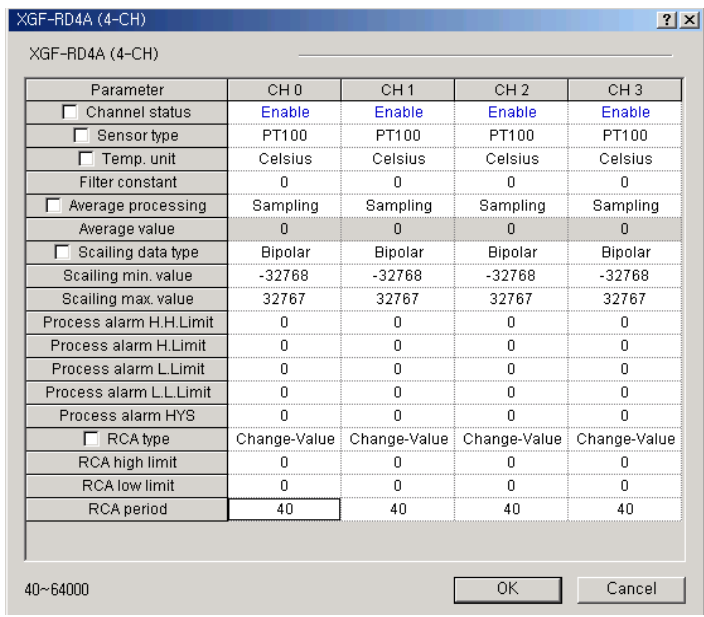 XGF-RD4A (4-CH)
XGF-RD4A (4-CH)
Parameter CH 0 CH 1 CH 2 CH 3
Channel status Enable Enable Enable Enable
Sensor type PT100 PT100 PT100 PT100
Temp. unit Celsius Celsius Celsius Celsius
Filter constant 0 0 0 0
Average processing Sampling Sampling Sampling Sampling
Average value 0 0 0 0
Scailing data type Bipolar Bipolar Bipolar Bipolar
Scailing min. value -32768 -32768 -32768 -32768
Scailing max. value 32767 32767 32767 32767
Process alarm H.H.Limit 0 0 0 0
Process alarm H.Limit 0 0 0 0
Process alarm L.Limit 0 0 0 0
Process alarm L.L.Limit 0 0 0 0
Process alarm HYS 0 0 0 0
RCA type Change-Value Change-Value Change-Value Change-Value
RCA high limit 0 0 0 0
RCA low limit 0 0 0 0
RCA period 40 40 40 40
40~64000 OK Cancel